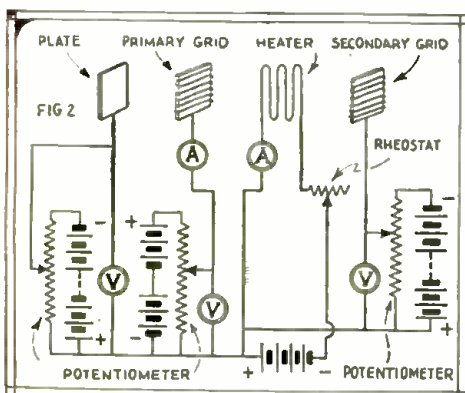 PLATE PRIMARY GRID HEATER SECONDARY GRID
FIG 2
A A
2
RHEOSTAT
- + -
V V V
+ - +
+ -
POTENTIOMETER POTENTIOMETER